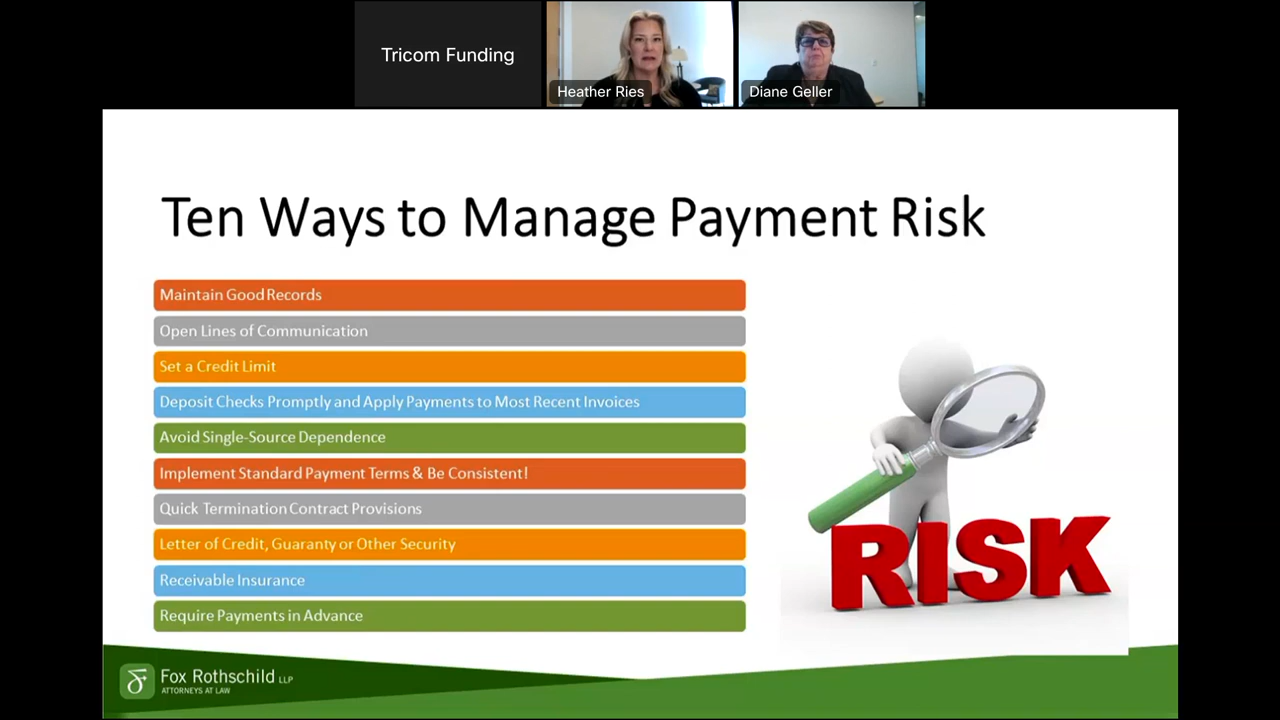 Tricom Funding
Heather Ries
Diane Geller
Ten Ways to Manage Payment Risk
Maintain Good Records
Open Lines of Communication
Set a Credit Limit
Deposit Checks Promptly and Apply Payments to Most Recent Invoices
Avoid Single-Source Dependence
Implement Standard Payment Terms & Be Consistent!
Quick Termination Contract Provisions
Letter of Credit, Guaranty or Other Security
Receivable Insurance
Require Payments in Advance
RISK
Fox Rothschild LLP
ATTORNEYS AT LAW